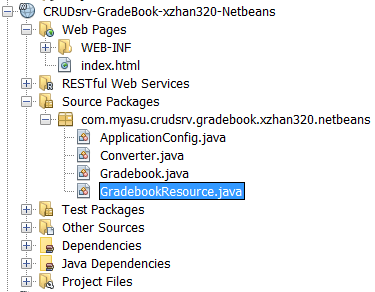 CRUDsrv-GradeBook-xzhan320-Netbeans
Web Pages
WEB-INF
index.html
RESTful Web Services
Source Packages
com.myasu.crudsrv.gradebook.xzhan320.netbeans
ApplicationConfig.java
Converter.java
Gradebook.java
GradebookResource.java
Test Packages
Other Sources
Dependencies
Java Dependencies
Project Files